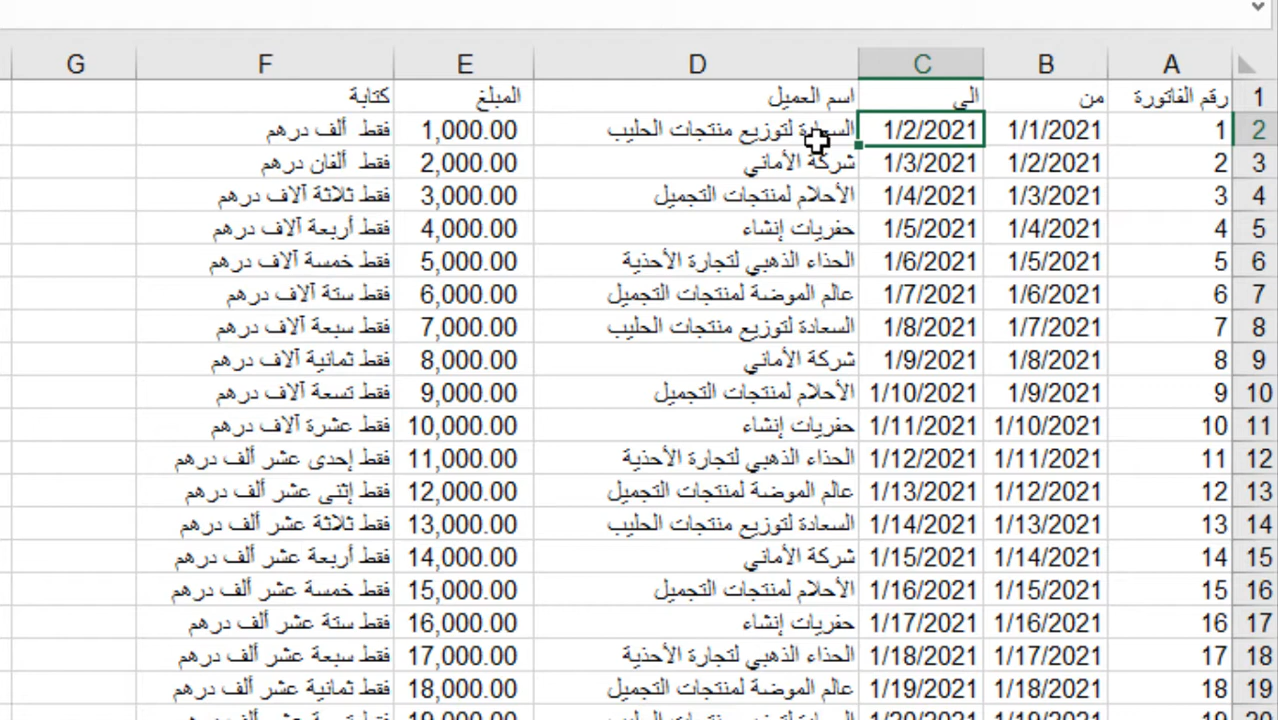 A B C D E F G
1 رقم الفاتورة من الى اسم العميل المبلغ كتابة
2 1 1/1/2021 1/2/2021 السعادة لتوزيع منتجات الحليب 1,000.00 فقط ألف درهم
3 2 1/2/2021 1/3/2021 شركة الأماني 2,000.00 فقط ألفان درهم
4 3 1/3/2021 1/4/2021 الأحلام لمنتجات التجميل 3,000.00 فقط ثلاثة آلاف درهم
5 4 1/4/2021 1/5/2021 حفريات إنشاء 4,000.00 فقط أربعة آلاف درهم
6 5 1/5/2021 1/6/2021 الحذاء الذهبي لتجارة الأحذية 5,000.00 فقط خمسة آلاف درهم
7 6 1/6/2021 1/7/2021 عالم الموضة لمنتجات التجميل 6,000.00 فقط ستة آلاف درهم
8 7 1/7/2021 1/8/2021 السعادة لتوزيع منتجات الحليب 7,000.00 فقط سبعة آلاف درهم
9 8 1/8/2021 1/9/2021 شركة الأماني 8,000.00 فقط ثمانية آلاف درهم
10 9 1/9/2021 1/10/2021 الأحلام لمنتجات التجميل 9,000.00 فقط تسعة آلاف درهم
11 10 1/10/2021 1/11/2021 حفريات إنشاء 10,000.00 فقط عشرة آلاف درهم
12 11 1/11/2021 1/12/2021 الحذاء الذهبي لتجارة الأحذية 11,000.00 فقط إحدى عشر ألف درهم
13 12 1/12/2021 1/13/2021 عالم الموضة لمنتجات التجميل 12,000.00 فقط إثنى عشر ألف درهم
14 13 1/13/2021 1/14/2021 السعادة لتوزيع منتجات الحليب 13,000.00 فقط ثلاثة عشر ألف درهم
15 14 1/14/2021 1/15/2021 شركة الأماني 14,000.00 فقط أربعة عشر ألف درهم
16 15 1/15/2021 1/16/2021 الأحلام لمنتجات التجميل 15,000.00 فقط خمسة عشر ألف درهم
17 16 1/16/2021 1/17/2021 حفريات إنشاء 16,000.00 فقط ستة عشر ألف درهم
18 17 1/17/2021 1/18/2021 الحذاء الذهبي لتجارة الأحذية 17,000.00 فقط سبعة عشر ألف درهم
19 18 1/18/2021 1/19/2021 عالم الموضة لمنتجات التجميل 18,000.00 فقط ثمانية عشر ألف درهم